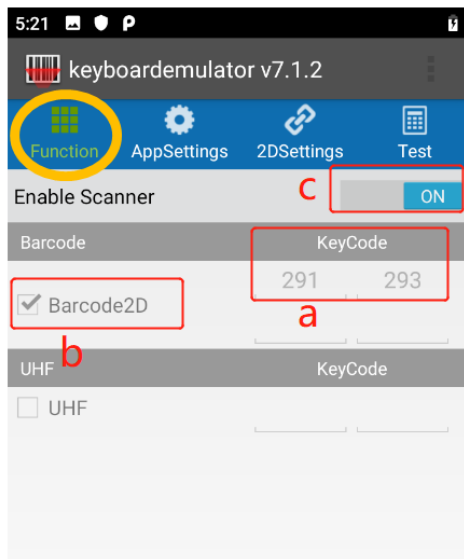 5:21
keyboardemulator v7.1.2
Function AppSettings 2DSettings Test
Enable Scanner c ON
Barcode KeyCode
291 293
Barcode2D a
b
UHF KeyCode
UHF